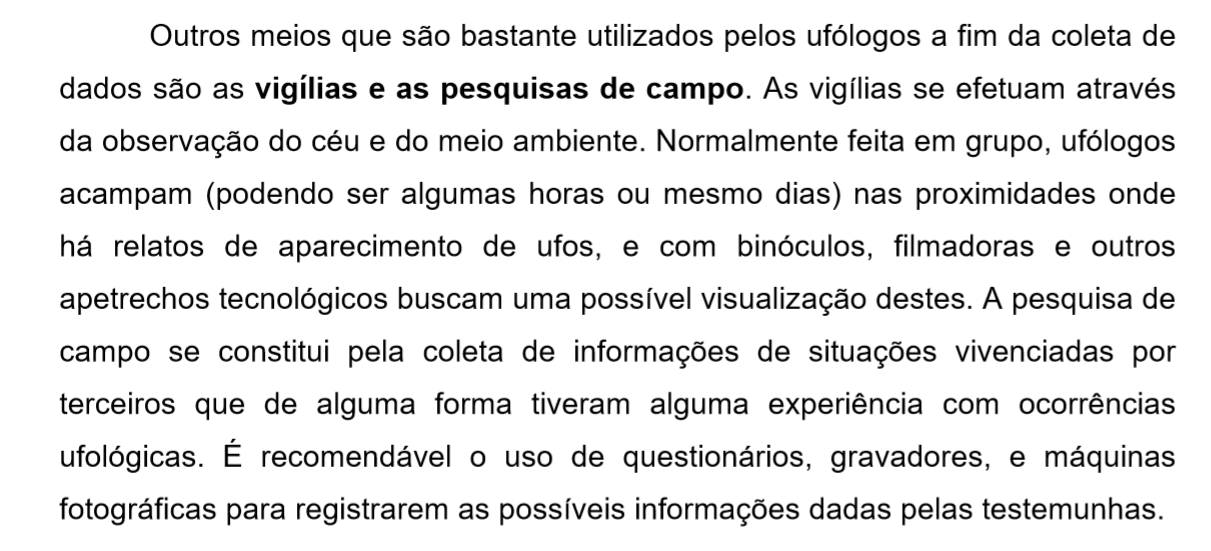 Outros meios que são bastante utilizados pelos ufólogos a fim da coleta de
dados são as vigílias e as pesquisas de campo. As vigílias se efetuam através
da observação do céu e do meio ambiente. Normalmente feita em grupo, ufólogos
acampam (podendo ser algumas horas ou mesmo dias) nas proximidades onde
há relatos de aparecimento de ufos, e com binóculos, filmadoras e outros
apetrechos tecnológicos buscam uma possível visualização destes. A pesquisa de
campo se constitui pela coleta de informações de situações vivenciadas por
terceiros que de alguma forma tiveram alguma experiência com ocorrências
ufológicas. É recomendável o uso de questionários, gravadores, e máquinas
fotográficas para registrarem as possíveis informações dadas pelas testemunhas.